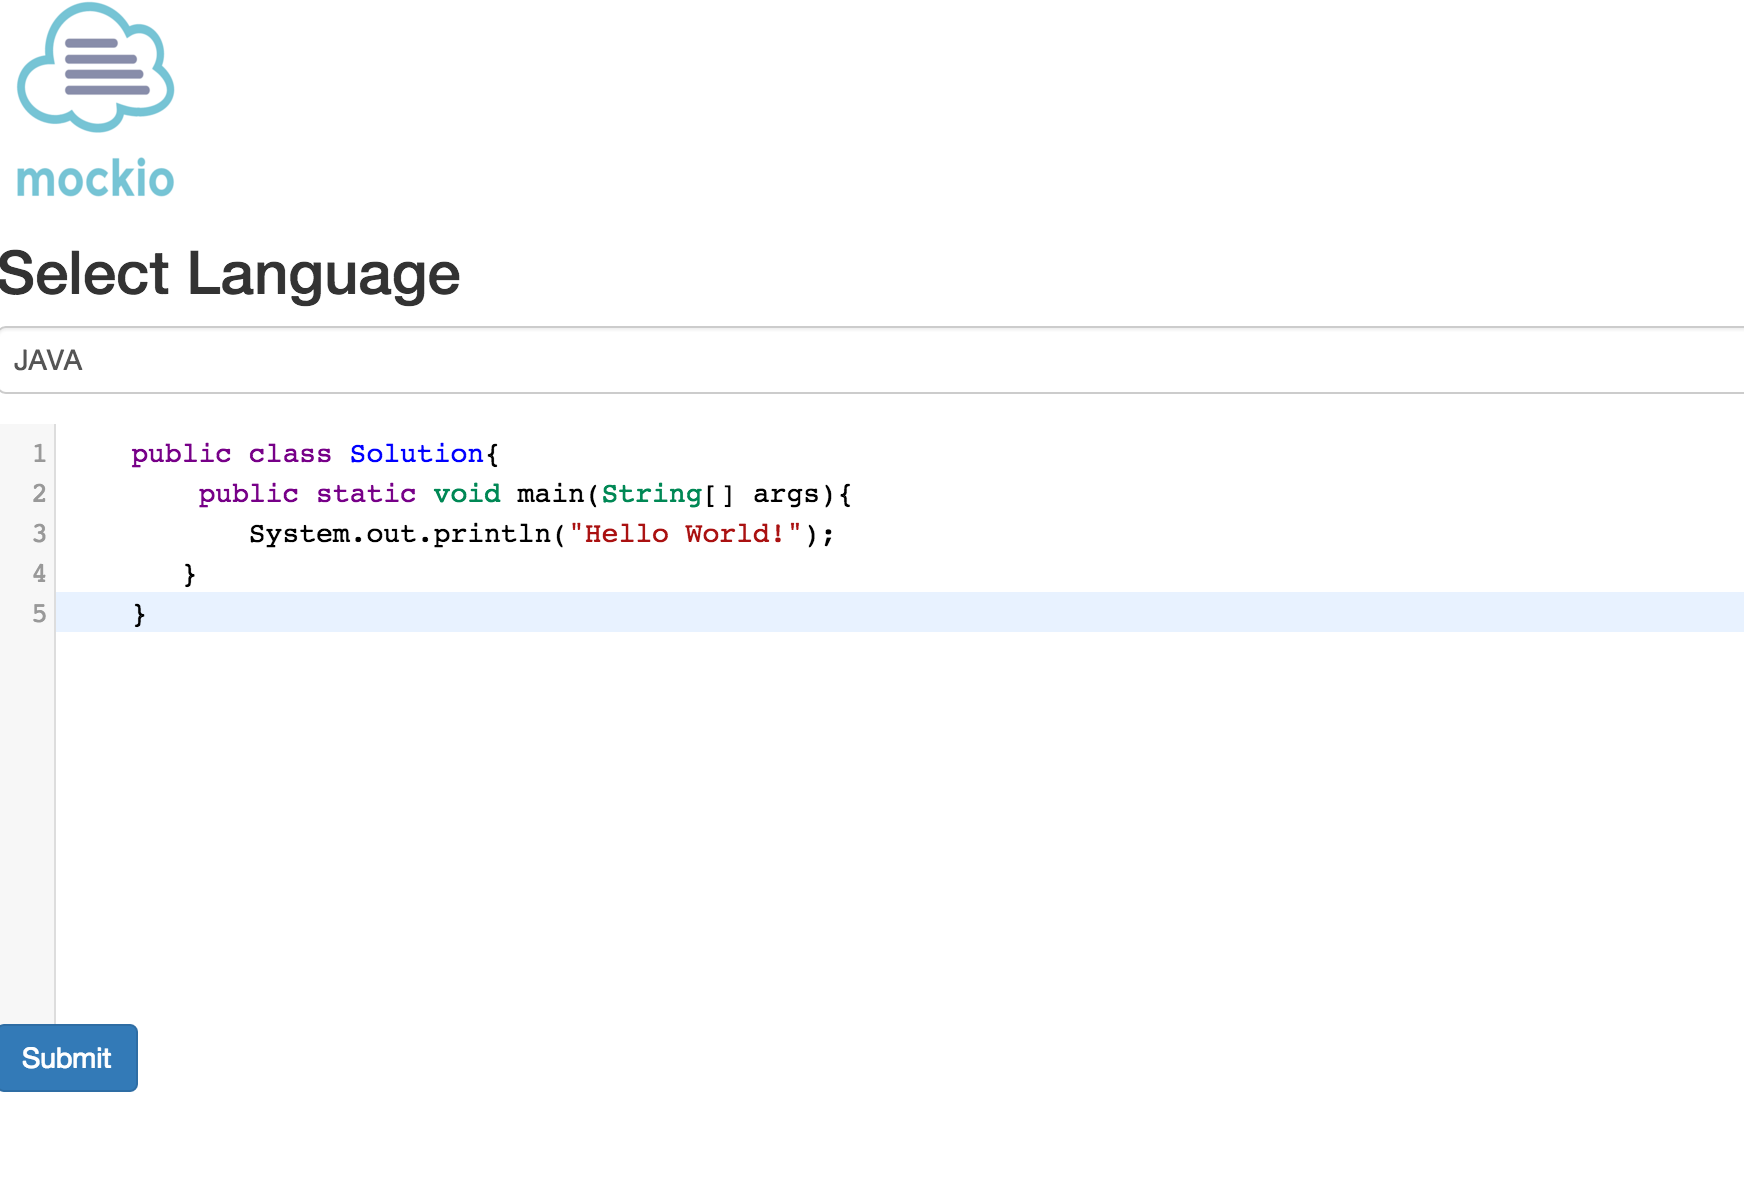 mockio
Select Language
JAVA
1 public class Solution{
2 public static void main(String[] args){
3 System.out.println("Hello World!");
4 }
5 }
Submit